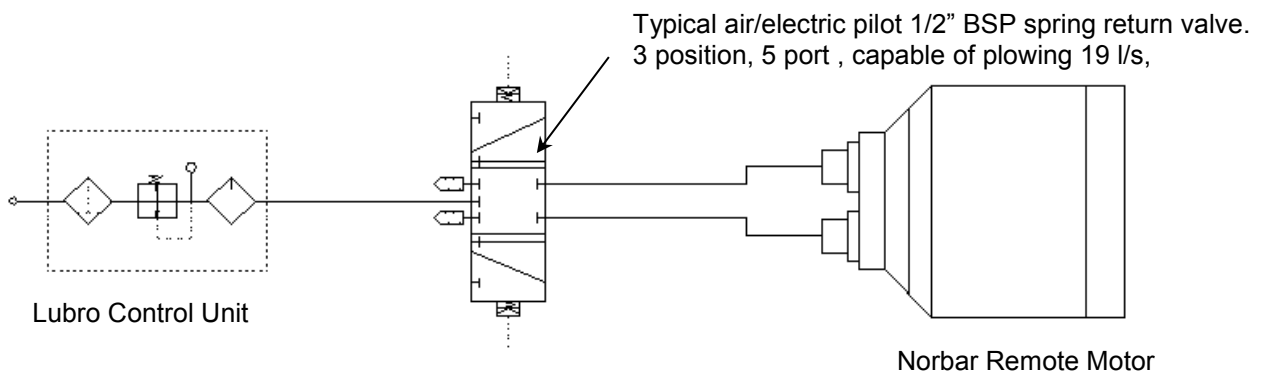 Typical air/electric pilot 1/2” BSP spring return valve.
3 position, 5 port , capable of plowing 19 l/s,
Lubro Control Unit
Norbar Remote Motor